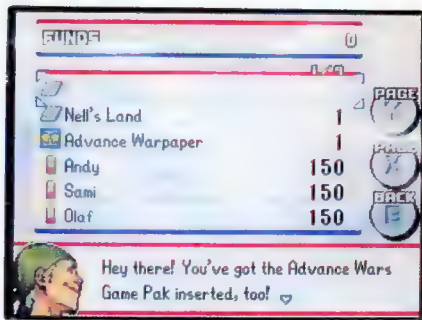 FUNDS 0
1/9
PAGE
Nell's Land 1
Y
Advance Warpaper 1
Andy 150
PAGE
X
Sami 150
BACK
Olaf 150
B
Hey there! You've got the Advance Wars
Game Pak inserted, too!